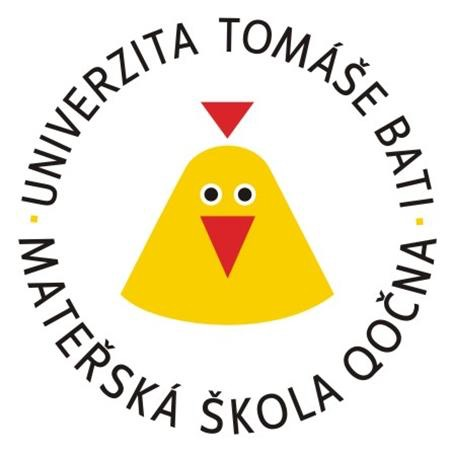 UNIVERZITA TOMÁŠE BATI
MATEŘSKÁ ŠKOLA QOČNA